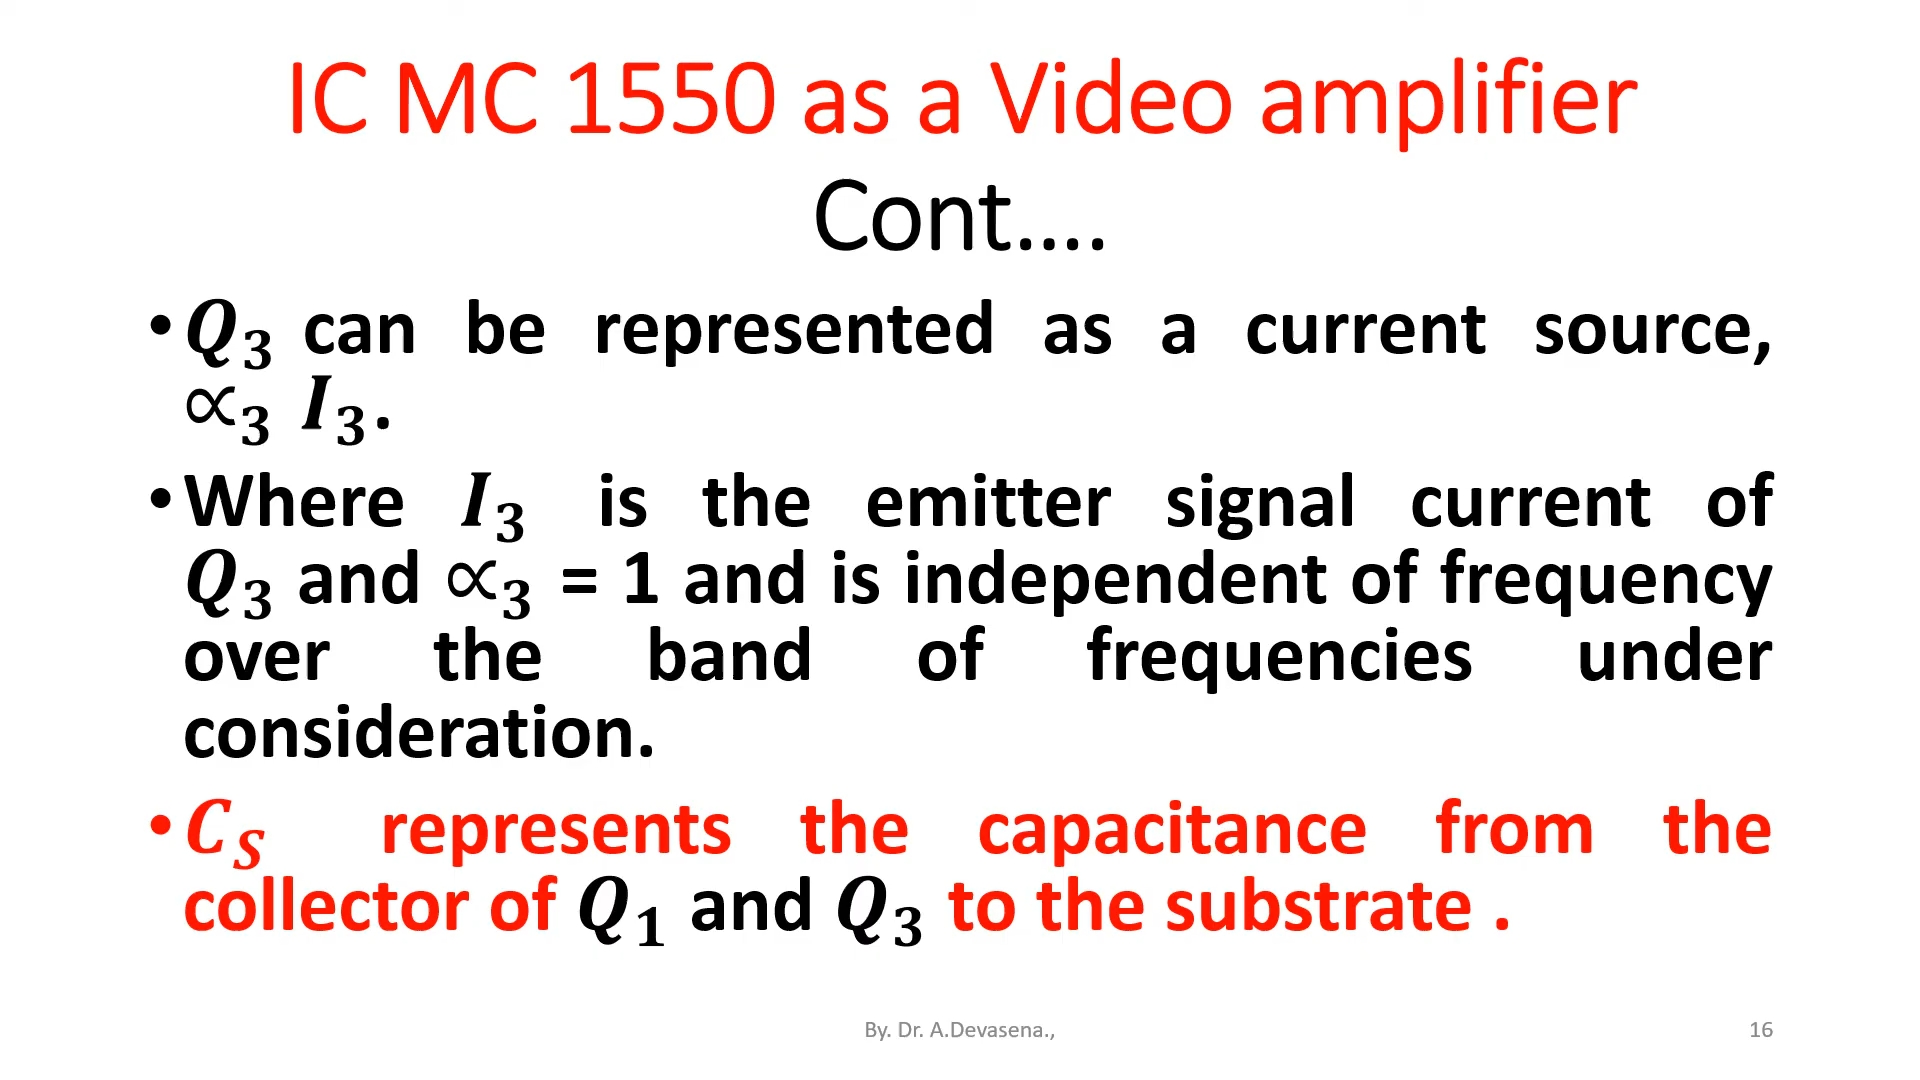 IC MC 1550 as a Video amplifier
Cont….
•Q₃ can be represented as a current source,
∝₃ I₃.
•Where I₃ is the emitter signal current of
Q₃ and ∝₃ = 1 and is independent of frequency
over the band of frequencies under
consideration.
•C_S represents the capacitance from the
collector of Q₁ and Q₃ to the substrate .
By. Dr. A.Devasena.,
16